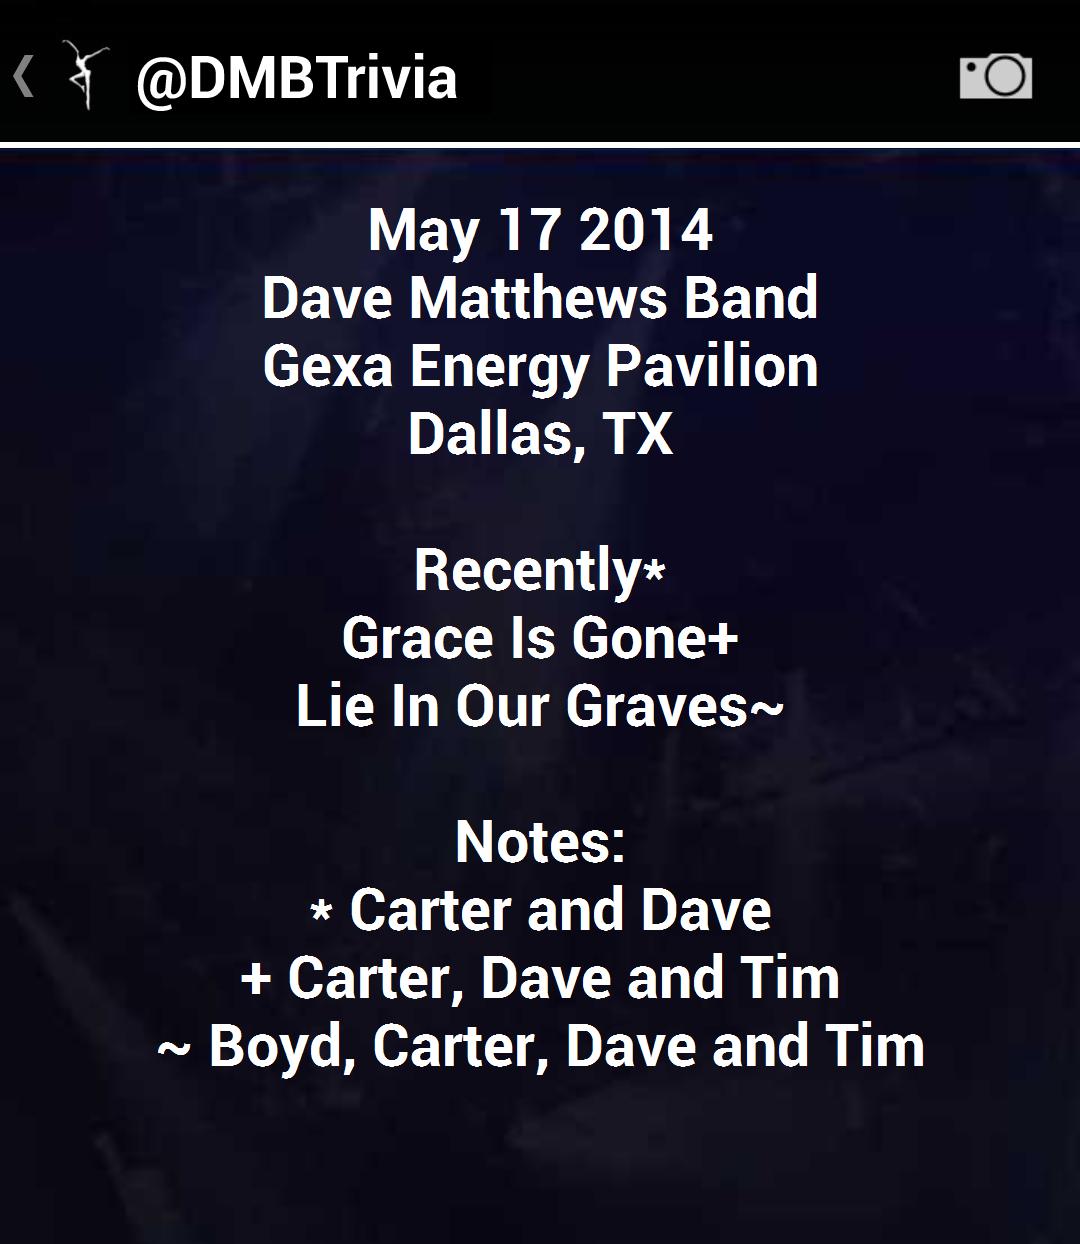 @DMBTrivia
May 17 2014
Dave Matthews Band
Gexa Energy Pavilion
Dallas, TX
Recently*
Grace Is Gone+
Lie In Our Graves~
Notes:
* Carter and Dave
+ Carter, Dave and Tim
~ Boyd, Carter, Dave and Tim